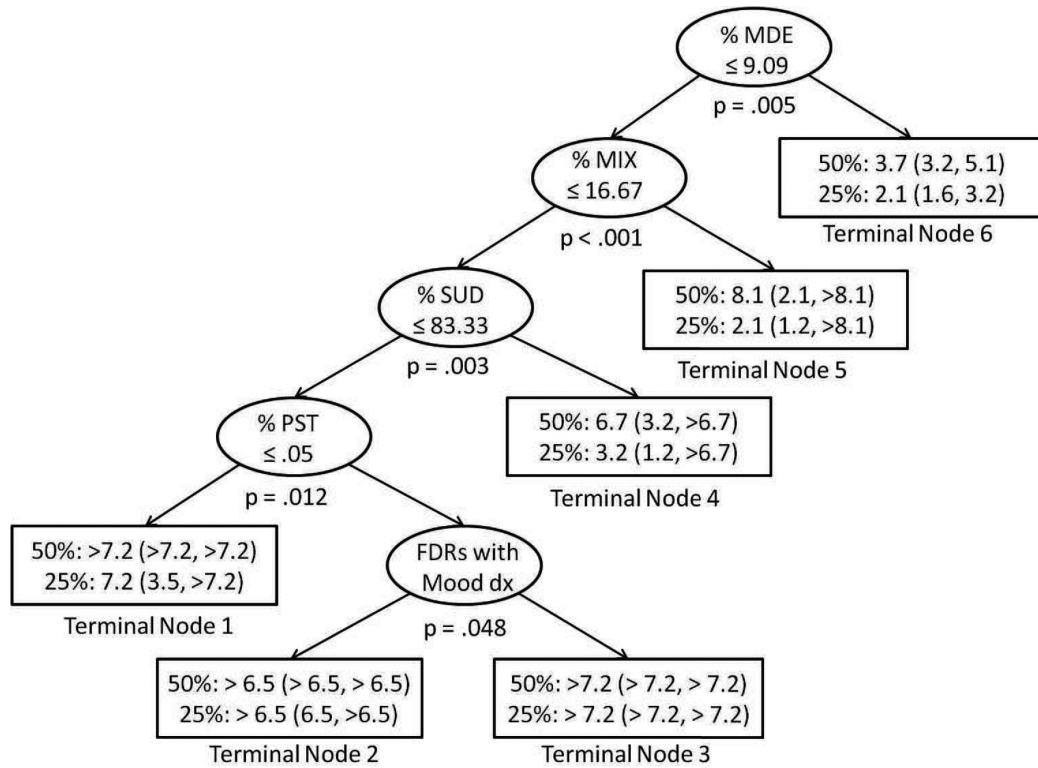 % MDE
≤ 9.09
p = .005
% MIX
≤ 16.67
p < .001
50%: 3.7 (3.2, 5.1)
25%: 2.1 (1.6, 3.2)
Terminal Node 6
% SUD
≤ 83.33
p = .003
50%: 8.1 (2.1, >8.1)
25%: 2.1 (1.2, >8.1)
Terminal Node 5
% PST
≤ .05
p = .012
50%: 6.7 (3.2, >6.7)
25%: 3.2 (1.2, >6.7)
Terminal Node 4
50%: >7.2 (>7.2, >7.2)
25%: 7.2 (3.5, >7.2)
Terminal Node 1
FDRs with
Mood dx
p = .048
50%: > 6.5 (> 6.5, > 6.5)
25%: > 6.5 (6.5, >6.5)
Terminal Node 2
50%: >7.2 (> 7.2, > 7.2)
25%: > 7.2 (> 7.2, > 7.2)
Terminal Node 3